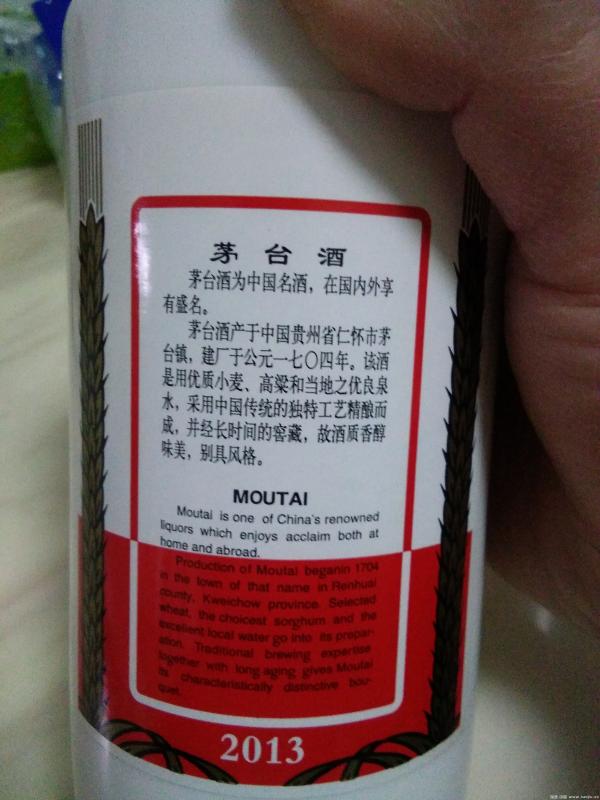 茅台酒
茅台酒为中国名酒，在国内外享
有盛名。
茅台酒产于中国贵州省仁怀市茅
台镇，建厂于公元一七〇四年。该酒
是用优质小麦、高粱和当地之优良泉
水，采用中国传统的独特工艺精酿而
成，并经长时间的窖藏，故酒质香醇
味美，别具风格。
MOUTAI
Moutai is one of China's renowned
liquors which enjoys acclaim both at
home and abroad.
Production of Moutai beganin 1704
in the town of that name in Renhuai
county, Kweichow province. Selected
wheat, the choicest sorghum and the
excellent local water go into its prepar-
ation. Traditional brewing expertise
together with long aging gives Moutai
its characteristically distinctive bou-
quet.
2013